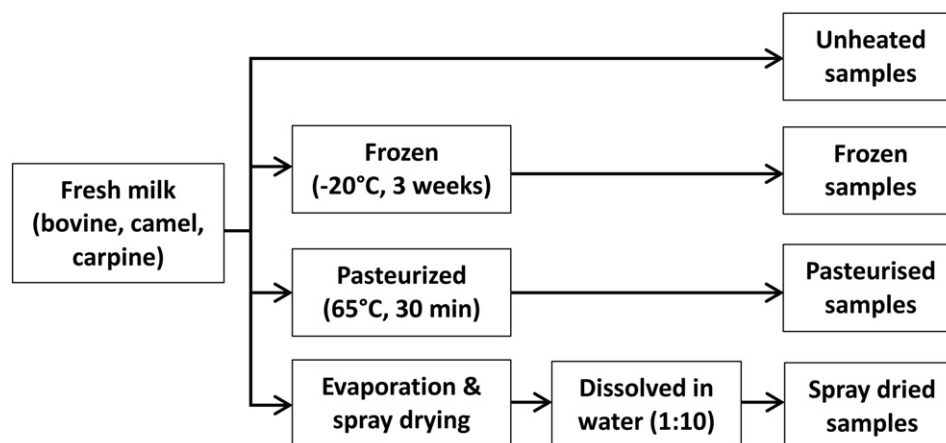 Unheated
samples
Frozen
(-20°C, 3 weeks)
Frozen
samples
Fresh milk
(bovine, camel,
carpine)
Pasteurized
(65°C, 30 min)
Pasteurised
samples
Evaporation &
spray drying
Dissolved in
water (1:10)
Spray dried
samples